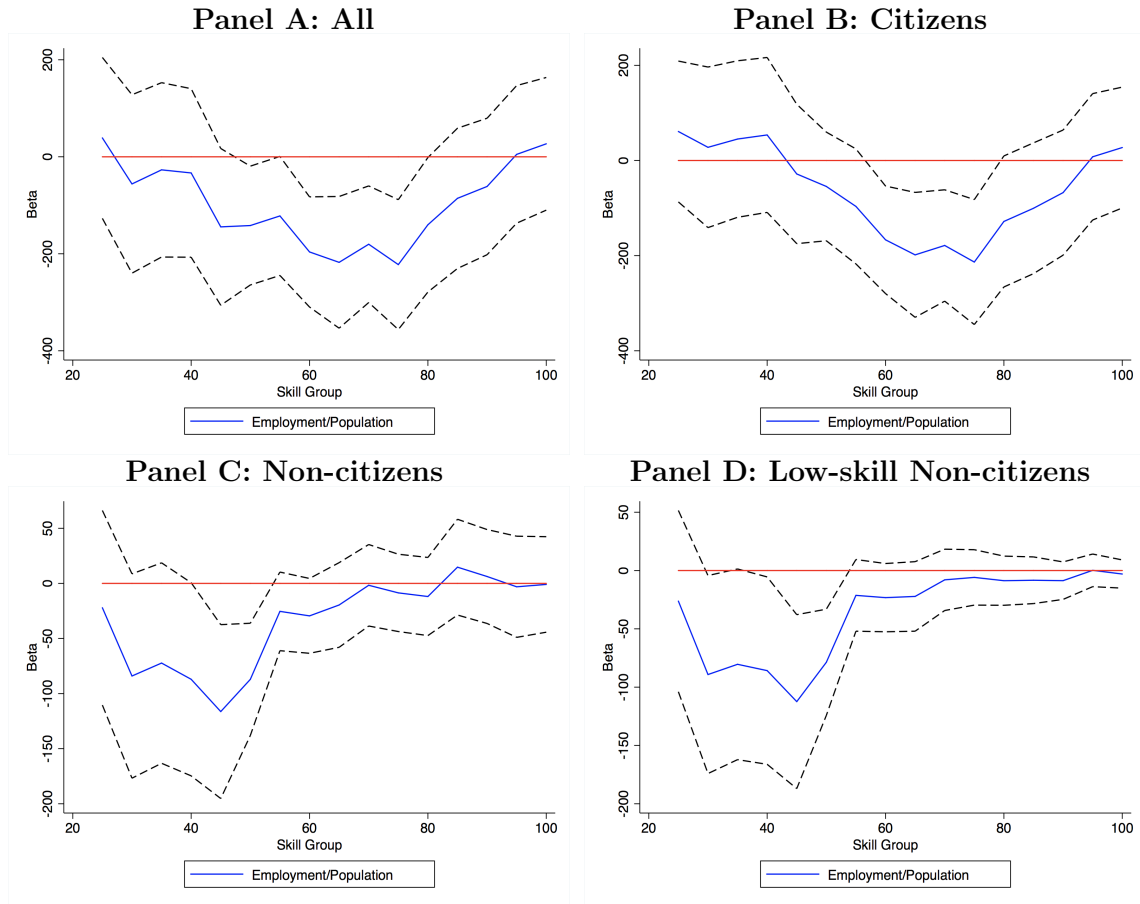 Panel A: All
200
0
-200
-400
Beta
20 40 60 80 100
Skill Group
Employment/Population
Panel B: Citizens
200
0
-200
-400
Beta
20 40 60 80 100
Skill Group
Employment/Population
Panel C: Non-citizens
50
0
-50
-100
-150
-200
Beta
20 40 60 80 100
Skill Group
Employment/Population
Panel D: Low-skill Non-citizens
50
0
-50
-100
-150
-200
Beta
20 40 60 80 100
Skill Group
Employment/Population